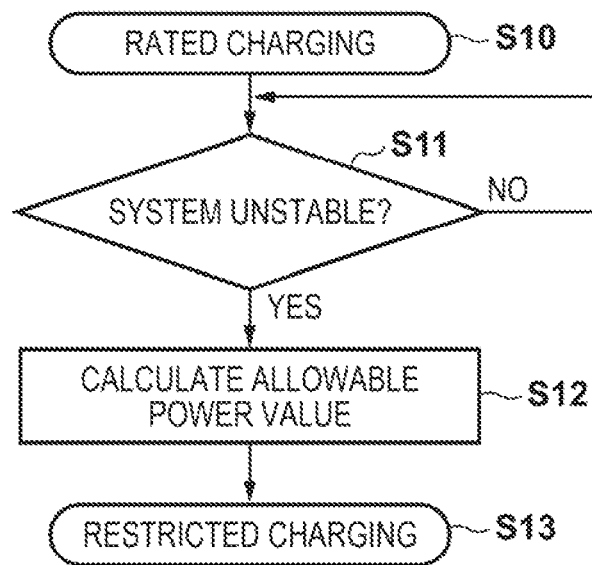 RATED CHARGING S10
S11
SYSTEM UNSTABLE? NO
YES
CALCULATE ALLOWABLE
POWER VALUE S12
RESTRICTED CHARGING S13